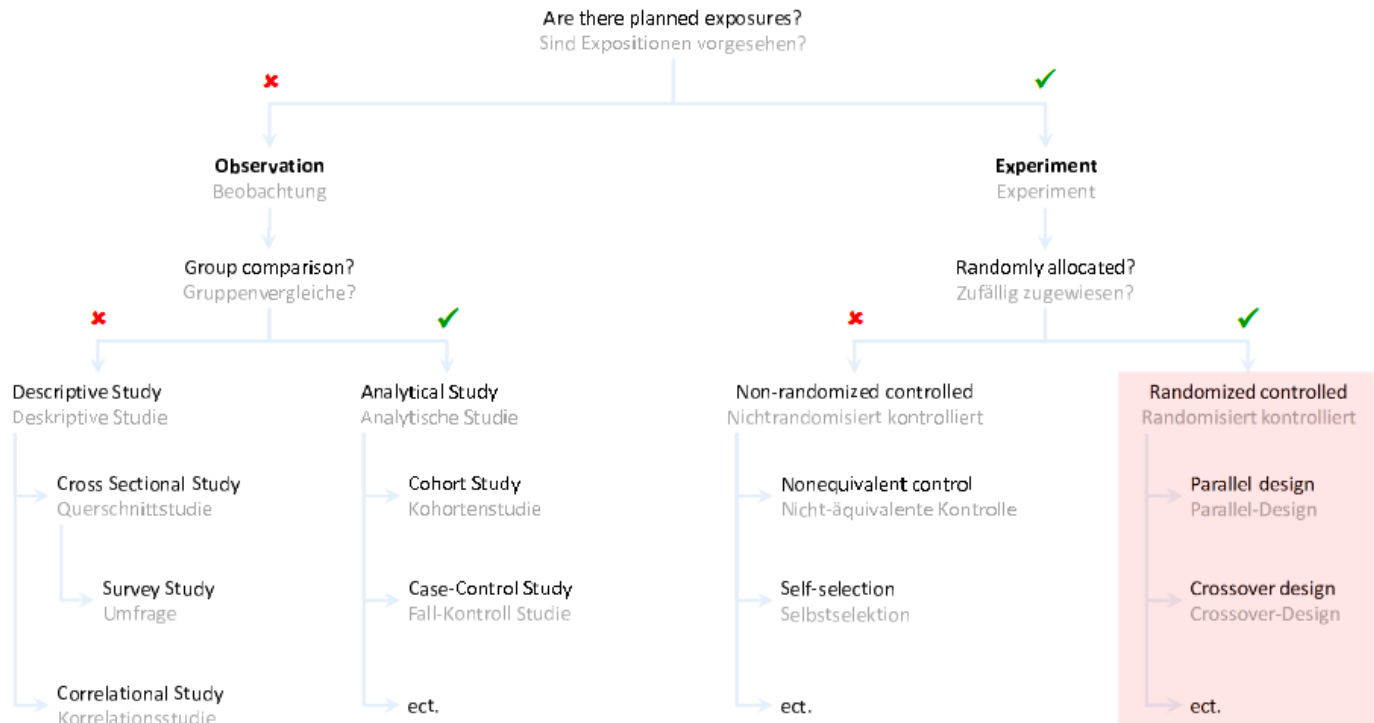 Are there planned exposures?
Sind Expositionen vorgesehen?
Observation
Beobachtung
Experiment
Experiment
Group comparison?
Gruppenvergleiche?
Randomly allocated?
Zufällig zugewiesen?
Descriptive Study
Deskriptive Studie
Cross Sectional Study
Querschnittstudie
Survey Study
Umfrage
Correlational Study
Korrelationsstudie
Analytical Study
Analytische Studie
Cohort Study
Kohortenstudie
Case-Control Study
Fall-Kontroll Studie
ect.
Non-randomized controlled
Nichtrandomisiert kontrolliert
Nonequivalent control
Nicht-äquivalente Kontrolle
Self-selection
Selbstselektion
ect.
Randomized controlled
Randomisiert kontrolliert
Parallel design
Parallel-Design
Crossover design
Crossover-Design
ect.